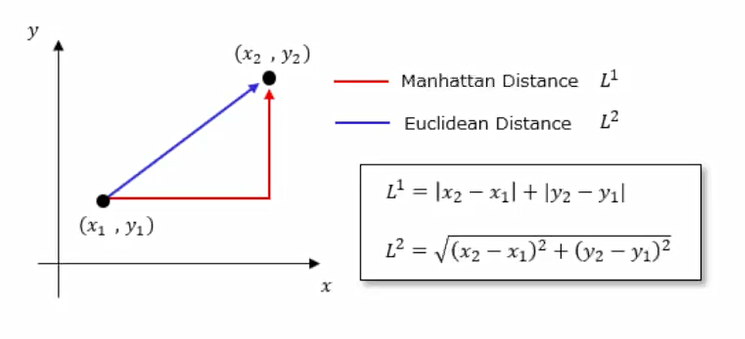 y
(x₂ , y₂)
Manhattan Distance L¹
Euclidean Distance L²
L¹ = |x₂ − x₁| + |y₂ − y₁|
(x₁ , y₁)
L² = √(x₂ − x₁)² + (y₂ − y₁)²
x